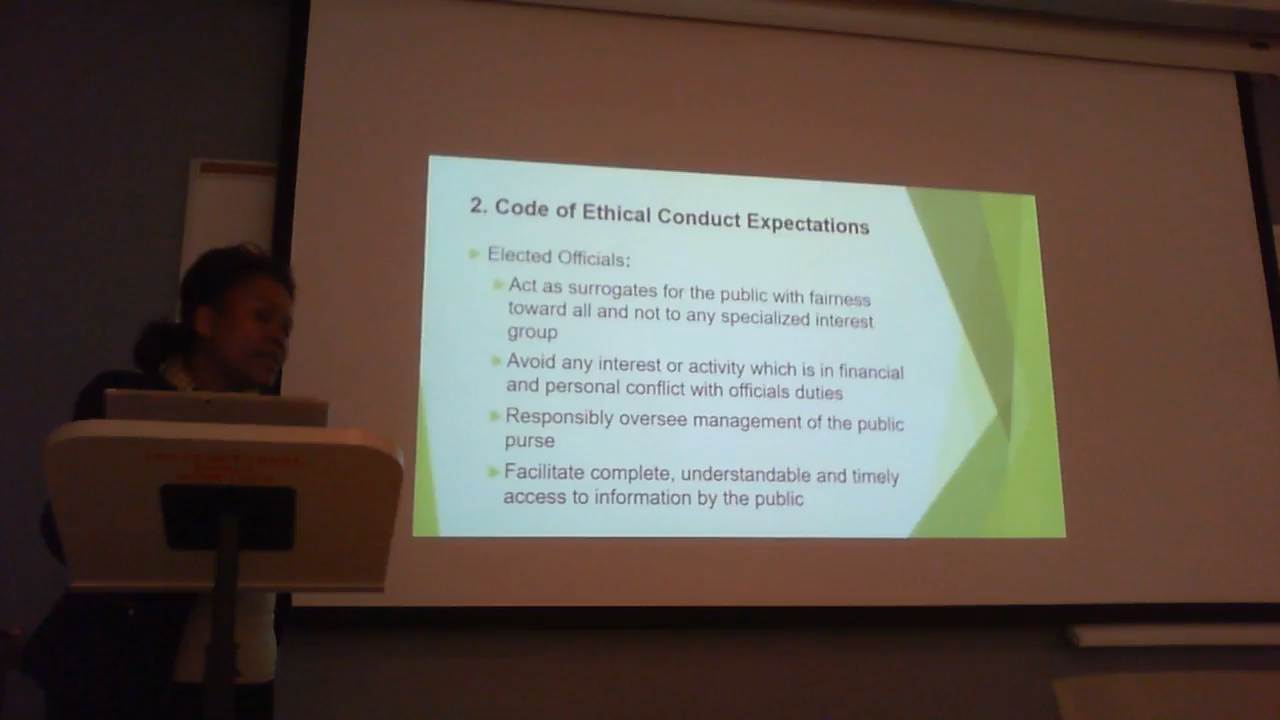 2. Code of Ethical Conduct Expectations
Elected Officials:
Act as surrogates for the public with fairness
toward all and not to any specialized interest
group
Avoid any interest or activity which is in financial
and personal conflict with officials duties
Responsibly oversee management of the public
purse
Facilitate complete, understandable and timely
access to information by the public